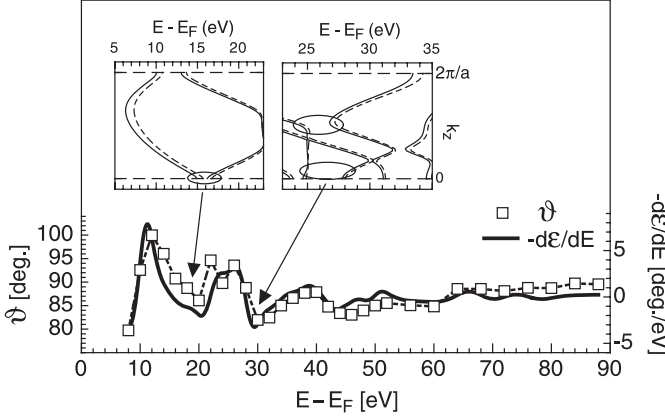 E - E_F (eV)
E - E_F (eV)
5 10 15 20
25 30 35
2π/a
k_z
0
100
95
90
85
80
ϑ [deg.]
ϑ
-dƐ/dE
5
0
-5
-dƐ/dE [deg./eV]
0 10 20 30 40 50 60 70 80 90
E - E_F [eV]